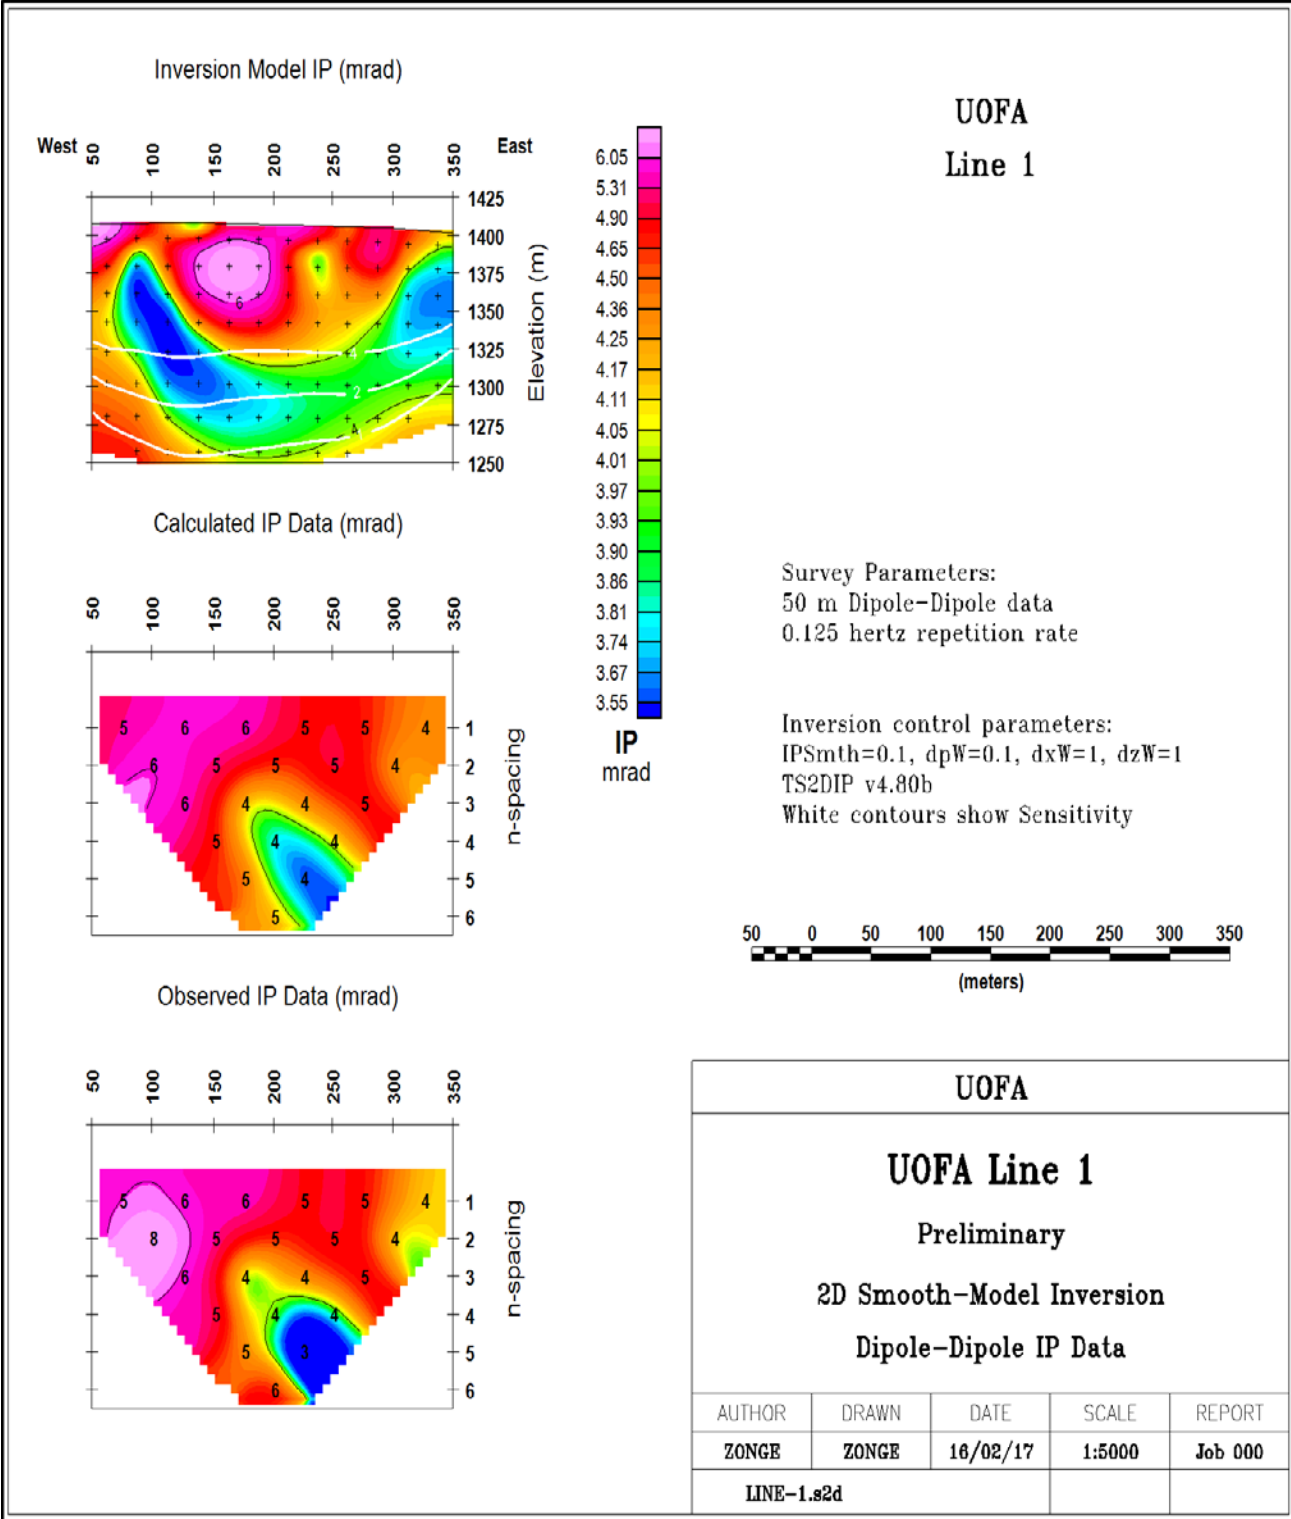 Inversion Model IP (mrad)
West 50 100 150 200 250 300 350 East
1425
1400
1375
1350
1325
1300
1275
1250
Elevation (m)
6
4
2
4
1
Calculated IP Data (mrad)
50 100 150 200 250 300 350
5 6 6 5 5 4 1
6 5 5 5 4 2
6 4 4 5 3
5 4 4 4
5 4 5
5 6
n-spacing
Observed IP Data (mrad)
50 100 150 200 250 300 350
5 6 6 5 5 4 1
8 5 5 5 4 2
6 4 4 5 3
5 4 4 4
5 3 5
6 6
n-spacing
6.05
5.31
4.90
4.65
4.50
4.36
4.25
4.17
4.11
4.05
4.01
3.97
3.93
3.90
3.86
3.81
3.74
3.67
3.55
IP
mrad
UOFA
Line 1
Survey Parameters:
50 m Dipole-Dipole data
0.125 hertz repetition rate
Inversion control parameters:
IPSmth=0.1, dpW=0.1, dxW=1, dzW=1
TS2DIP v4.80b
White contours show Sensitivity
50 0 50 100 150 200 250 300 350
(meters)
UOFA
UOFA Line 1
Preliminary
2D Smooth-Model Inversion
Dipole-Dipole IP Data
AUTHOR DRAWN DATE SCALE REPORT
ZONGE ZONGE 16/02/17 1:5000 Job 000
LINE-1.s2d